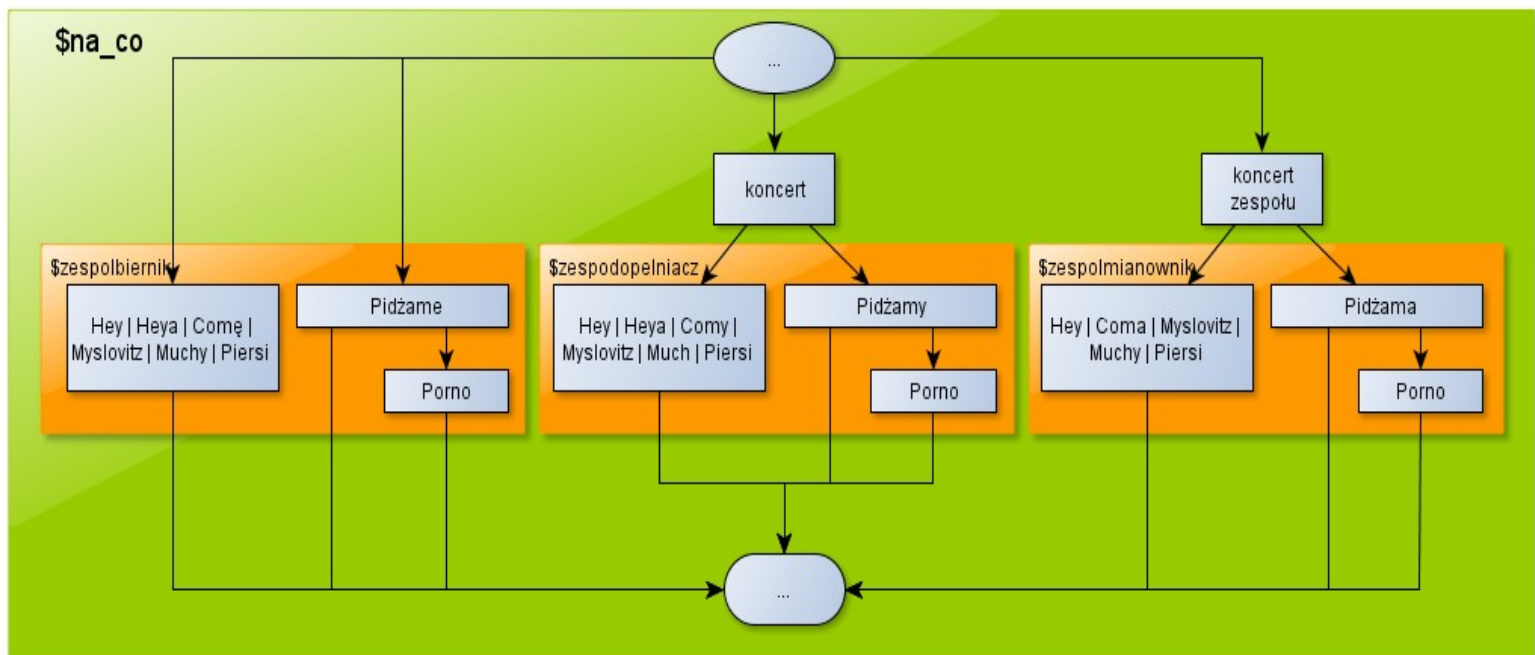 $na_co
...
koncert
koncert
zespołu
$zespolbiernik
Hey | Heya | Comę |
Myslovitz | Muchy | Piersi
Pidżame
Porno
$zespodopelniacz
Hey | Heya | Comy |
Myslovitz | Much | Piersi
Pidżamy
Porno
$zespolmianownik
Hey | Coma | Myslovitz |
Muchy | Piersi
Pidżama
Porno
...